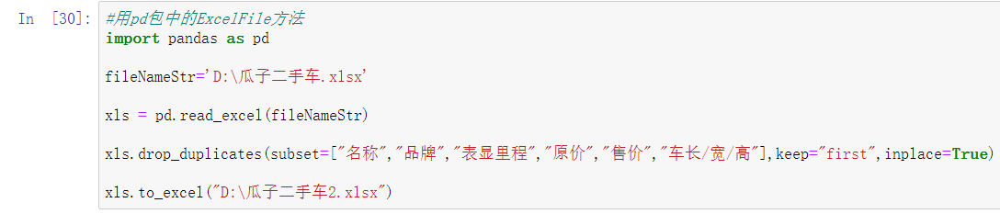 In [30]: #用pd包中的ExcelFile方法
import pandas as pd
fileNameStr='D:\瓜子二手车.xlsx'
xls = pd.read_excel(fileNameStr)
xls.drop_duplicates(subset=["名称","品牌","表显里程","原价","售价","车长/宽/高"],keep="first",inplace=True)
xls.to_excel("D:\瓜子二手车2.xlsx")